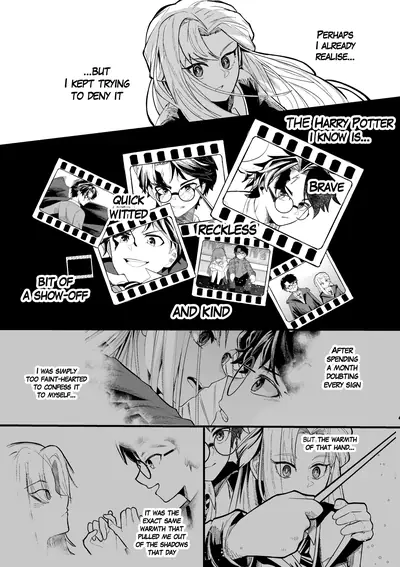 PERHAPS
I ALREADY
REALISE...
...BUT
I KEPT TRYING
TO DENY IT
THE HARRY POTTER
I KNOW IS...
BRAVE
QUICK
WITTED
RECKLESS
BIT OF
A SHOW-OFF
AND KIND
AFTER
SPENDING
A MONTH
DOUBTING
EVERY SIGN
I WAS SIMPLY
TOO FAINT-HEARTED
TO CONFESS IT
TO MYSELF...
BUT THE WARMTH
OF THAT HAND...
IT WAS THE
EXACT SAME
WARMTH THAT
PULLED ME OUT
OF THE SHADOWS
THAT DAY